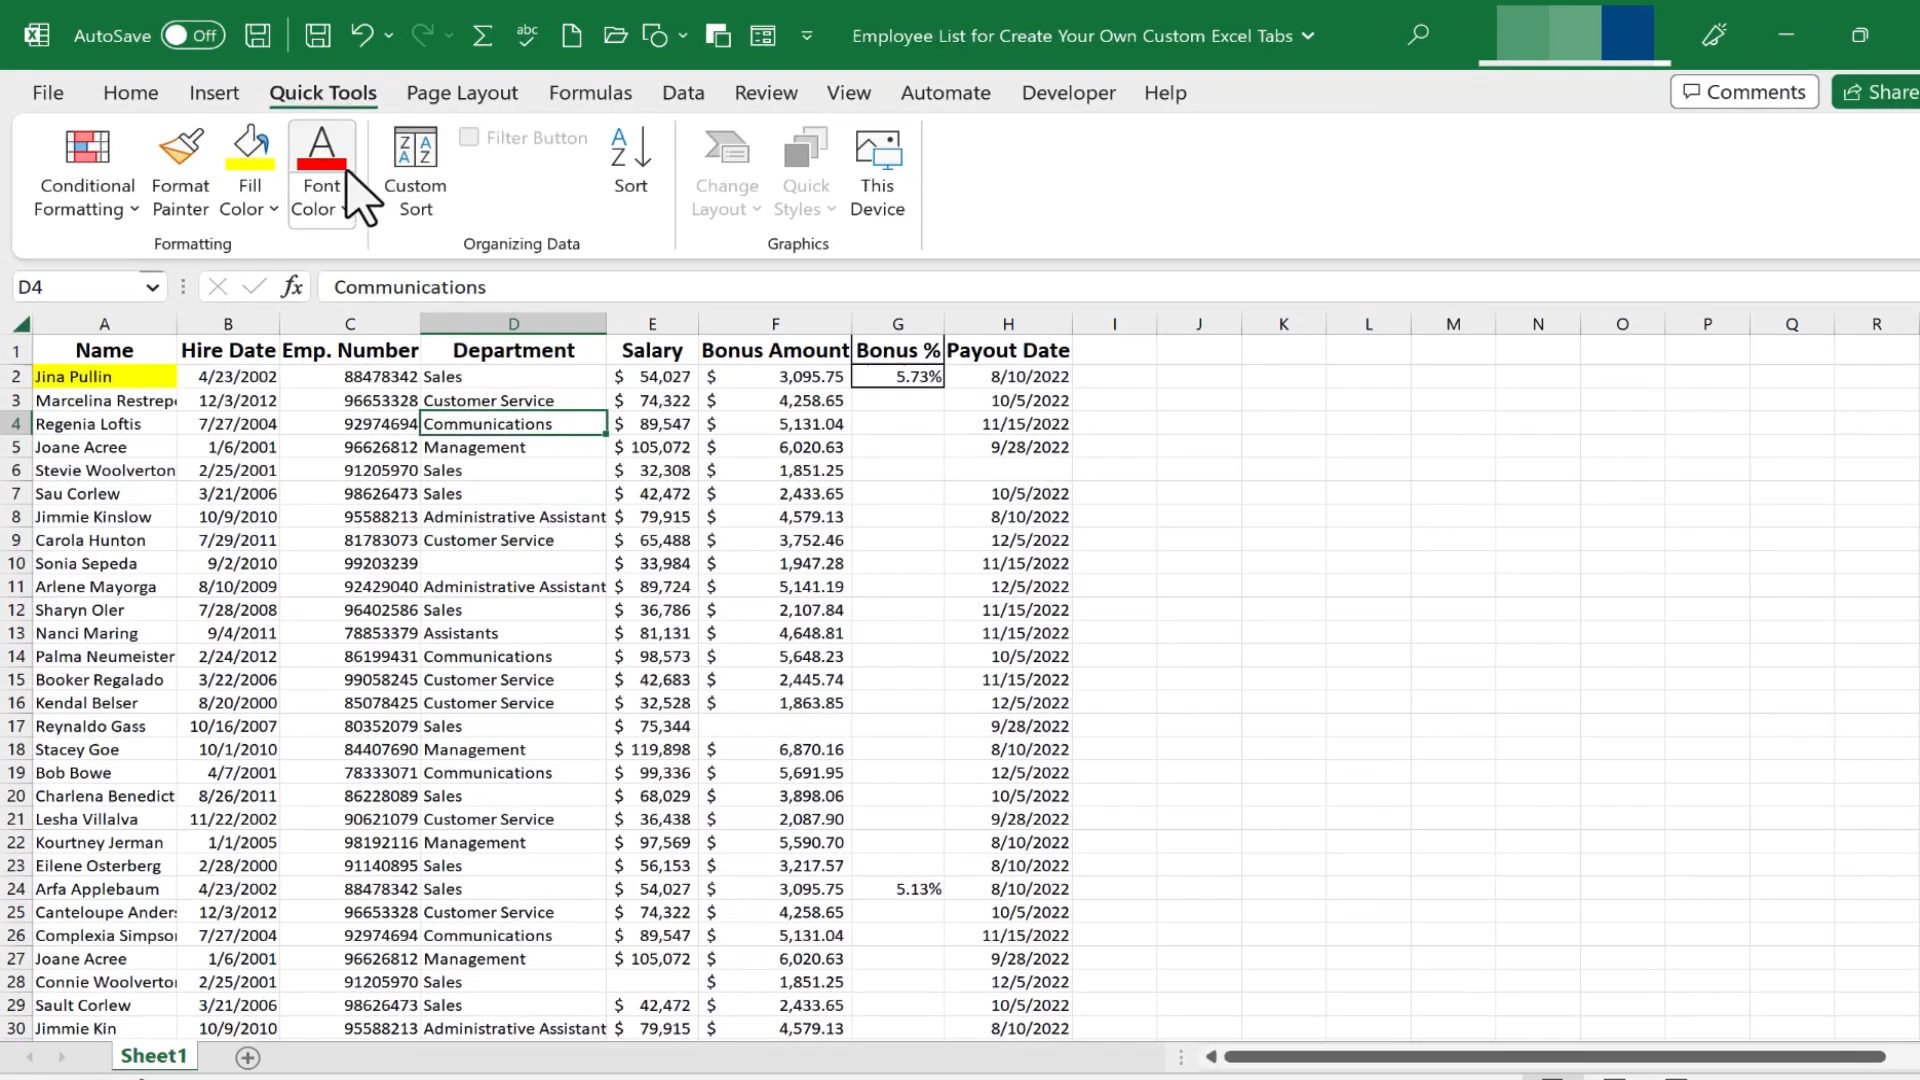 AutoSave Off Employee List for Create Your Own Custom Excel Tabs
File Home Insert Quick Tools Page Layout Formulas Data Review View Automate Developer Help Comments Share
Conditional Formatting Format Painter Fill Color Font Color Custom Sort Filter Button Sort Change Layout Quick Styles This Device
Formatting Organizing Data Graphics
D4 fx Communications
A B C D E F G H I J K L M N O P Q R
1 Name Hire Date Emp. Number Department Salary Bonus Amount Bonus % Payout Date
2 Jina Pullin 4/23/2002 88478342 Sales $ 54,027 $ 3,095.75 5.73% 8/10/2022
3 Marcelina Restrep 12/3/2012 96653328 Customer Service $ 74,322 $ 4,258.65 10/5/2022
4 Regenia Loftis 7/27/2004 92974694 Communications $ 89,547 $ 5,131.04 11/15/2022
5 Joane Acree 1/6/2001 96626812 Management $ 105,072 $ 6,020.63 9/28/2022
6 Stevie Woolverton 2/25/2001 91205970 Sales $ 32,308 $ 1,851.25
7 Sau Corlew 3/21/2006 98626473 Sales $ 42,472 $ 2,433.65 10/5/2022
8 Jimmie Kinslow 10/9/2010 95588213 Administrative Assistant $ 79,915 $ 4,579.13 8/10/2022
9 Carola Hunton 7/29/2011 81783073 Customer Service $ 65,488 $ 3,752.46 12/5/2022
10 Sonia Sepeda 9/2/2010 99203239 $ 33,984 $ 1,947.28 11/15/2022
11 Arlene Mayorga 8/10/2009 92429040 Administrative Assistant $ 89,724 $ 5,141.19 12/5/2022
12 Sharyn Oler 7/28/2008 96402586 Sales $ 36,786 $ 2,107.84 11/15/2022
13 Nanci Maring 9/4/2011 78853379 Assistants $ 81,131 $ 4,648.81 11/15/2022
14 Palma Neumeister 2/24/2012 86199431 Communications $ 98,573 $ 5,648.23 10/5/2022
15 Booker Regalado 3/22/2006 99058245 Customer Service $ 42,683 $ 2,445.74 11/15/2022
16 Kendal Belser 8/20/2000 85078425 Customer Service $ 32,528 $ 1,863.85 12/5/2022
17 Reynaldo Gass 10/16/2007 80352079 Sales $ 75,344 9/28/2022
18 Stacey Goe 10/1/2010 84407690 Management $ 119,898 $ 6,870.16 8/10/2022
19 Bob Bowe 4/7/2001 78333071 Communications $ 99,336 $ 5,691.95 12/5/2022
20 Charlena Benedict 8/26/2011 86228089 Sales $ 68,029 $ 3,898.06 10/5/2022
21 Lesha Villalva 11/22/2002 90621079 Customer Service $ 36,438 $ 2,087.90 9/28/2022
22 Kourtney Jerman 1/1/2005 98192116 Management $ 97,569 $ 5,590.70 8/10/2022
23 Eilene Osterberg 2/28/2000 91140895 Sales $ 56,153 $ 3,217.57 8/10/2022
24 Arfa Applebaum 4/23/2002 88478342 Sales $ 54,027 $ 3,095.75 5.13% 8/10/2022
25 Canteloupe Ander 12/3/2012 96653328 Customer Service $ 74,322 $ 4,258.65 10/5/2022
26 Complexia Simpso 7/27/2004 92974694 Communications $ 89,547 $ 5,131.04 11/15/2022
27 Joane Acree 1/6/2001 96626812 Management $ 105,072 $ 6,020.63 9/28/2022
28 Connie Woolverto 2/25/2001 91205970 Sales $ 1,851.25 12/5/2022
29 Sault Corlew 3/21/2006 98626473 Sales $ 42,472 $ 2,433.65 10/5/2022
30 Jimmie Kin 10/9/2010 95588213 Administrative Assistant $ 79,915 $ 4,579.13 8/10/2022
Sheet1